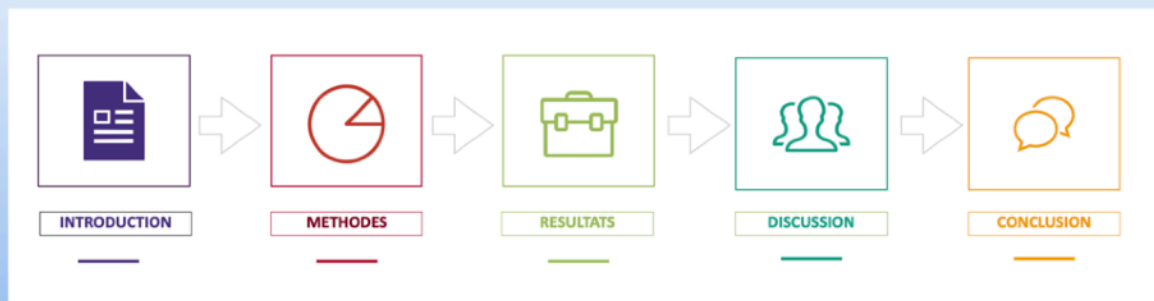 INTRODUCTION
METHODES
RESULTATS
DISCUSSION
CONCLUSION